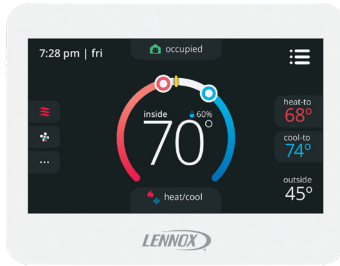 7:28 pm | fri
occupied
inside
60%
70°
heat-to
68°
cool-to
74°
outside
45°
heat/cool
LENNOX